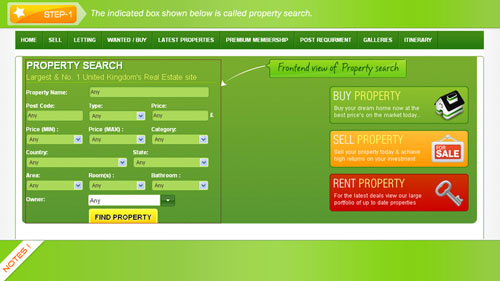 STEP-1
The indicated box shown below is called property search.
HOME SELL LETTING WANTED / BUY LATEST PROPERTIES PREMIUM MEMBERSHIP POST REQUIRMENT GALLERIES ITINERARY
PROPERTY SEARCH
Largest & No. 1 United Kingdom's Real Estate site
Property Name: Any
Post Code: Type: Price:
Any Any Any £
Price (MIN) : Price (MAX) : Category:
Any Any Any
Country: State:
Any Any
Area: Room(s) : Bathroom :
Any Any Any
Owner: Any
FIND PROPERTY
Frontend view of Property search
BUY PROPERTY
Buy your dream home now at the
best price's on the market today...
SELL PROPERTY
Sell your property today & achieve
high returns on your investment.
FOR
SALE
RENT PROPERTY
For the latest deals view our large
portfolio of up to date properties
NOTES !